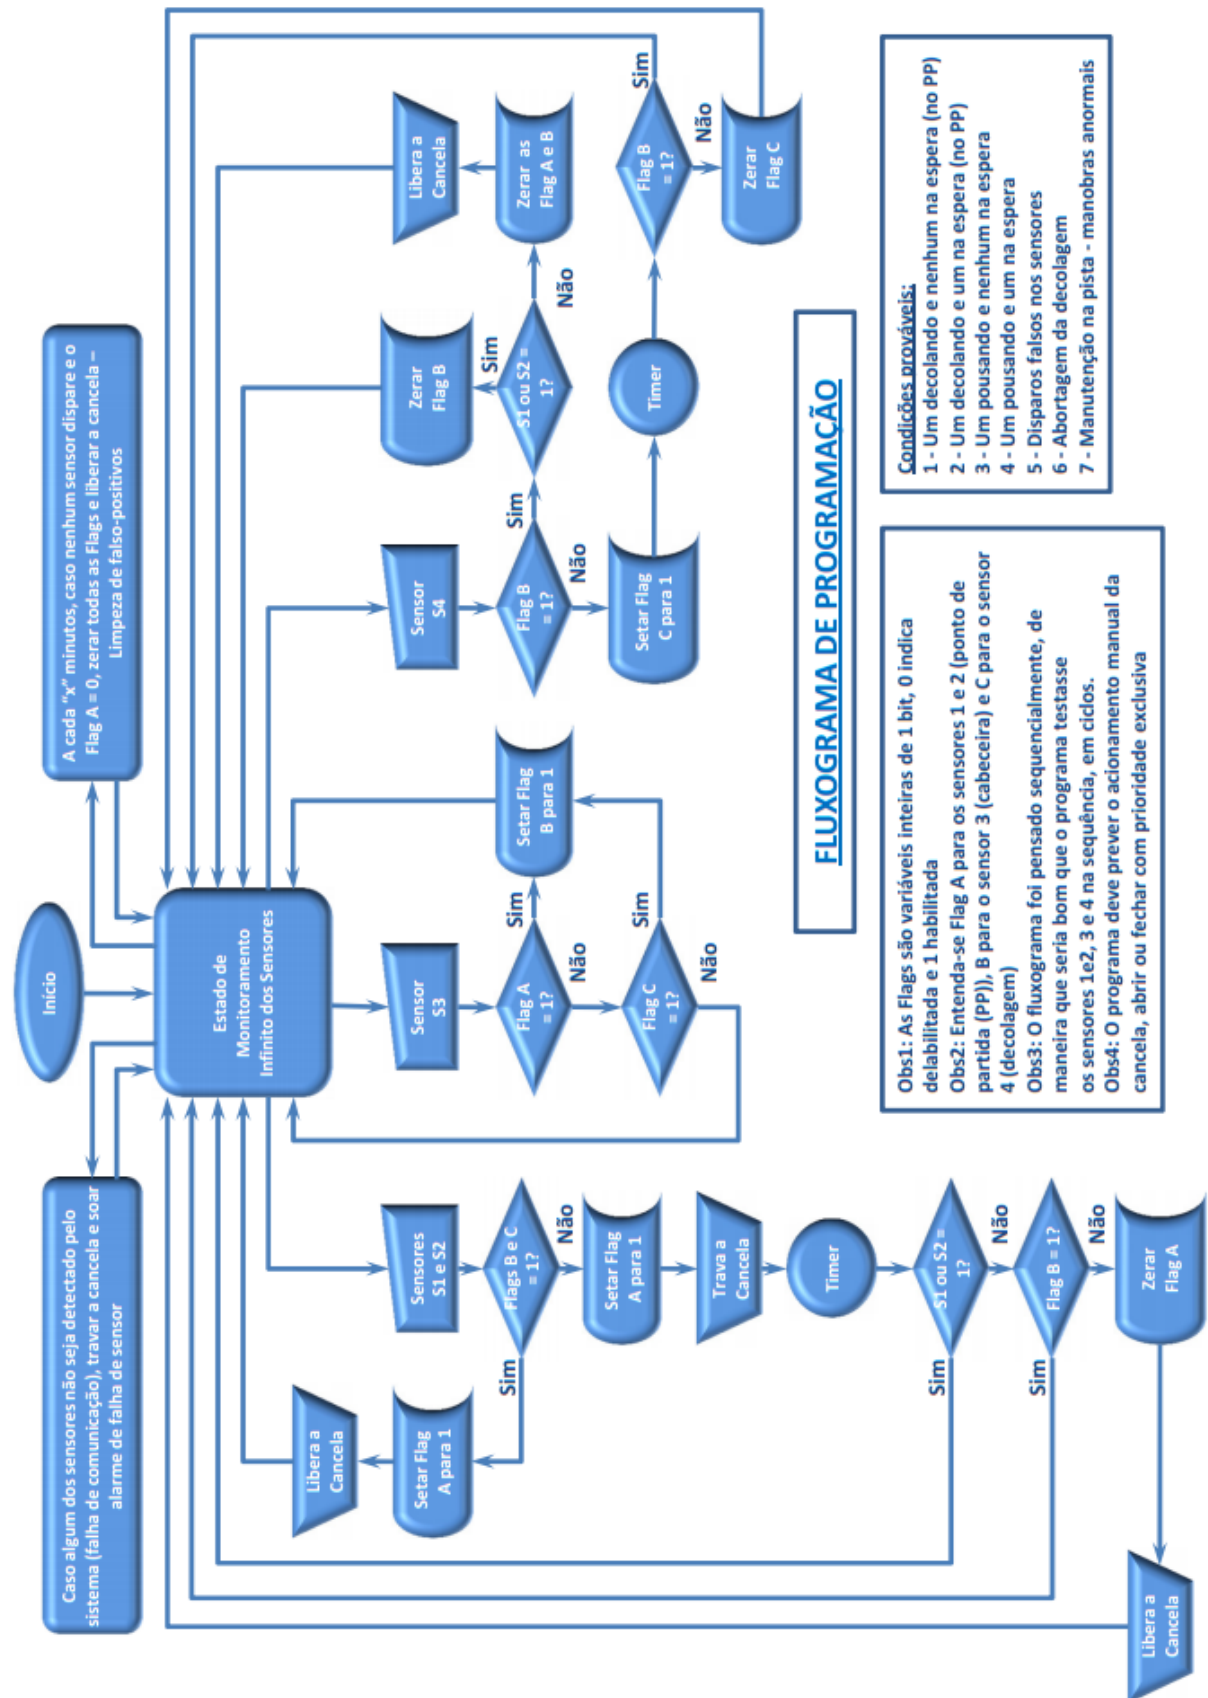 Início
Caso algum dos sensores não seja detectado pelo
sistema (falha de comunicação), travar a cancela e soar
alarme de falha de sensor
A cada “x” minutos, caso nenhum sensor dispare e o
Flag A = 0, zerar todas as Flags e liberar a cancela –
Limpeza de falso-positivos
Estado de
Monitoramento
Infinito dos Sensores
Sensores
S1 e S2
Flags B e C
= 1?
Sim
Não
Setar Flag
A para 1
Libera a
Cancela
Setar Flag
A para 1
Trava a
Cancela
Timer
S1 ou S2 =
1?
Sim
Não
Flag B = 1?
Sim
Não
Zerar
Flag A
Libera a
Cancela
Sensor
S3
Flag A
= 1?
Sim
Não
Flag C
= 1?
Sim
Não
Setar Flag
B para 1
Sensor
S4
Flag B
= 1?
Sim
Não
S1 ou S2 =
1?
Sim
Não
Zerar
Flag B
Zerar as
Flag A e B
Libera a
Cancela
Setar Flag
C para 1
Timer
Flag B
= 1?
Sim
Não
Zerar
Flag C
FLUXOGRAMA DE PROGRAMAÇÃO
Obs1: As Flags são variáveis inteiras de 1 bit, 0 indica
delabilitada e 1 habilitada
Obs2: Entenda-se Flag A para os sensores 1 e 2 (ponto de
partida (PP)), B para o sensor 3 (cabeceira) e C para o sensor
4 (decolagem)
Obs3: O fluxograma foi pensado sequencialmente, de
maneira que seria bom que o programa testasse
os sensores 1e2, 3 e 4 na sequência, em ciclos.
Obs4: O programa deve prever o acionamento manual da
cancela, abrir ou fechar com prioridade exclusiva
Condições prováveis:
1 - Um decolando e nenhum na espera (no PP)
2 - Um decolando e um na espera (no PP)
3 - Um pousando e nenhum na espera
4 - Um pousando e um na espera
5 - Disparos falsos nos sensores
6 - Abortagem da decolagem
7 - Manutenção na pista - manobras anormais